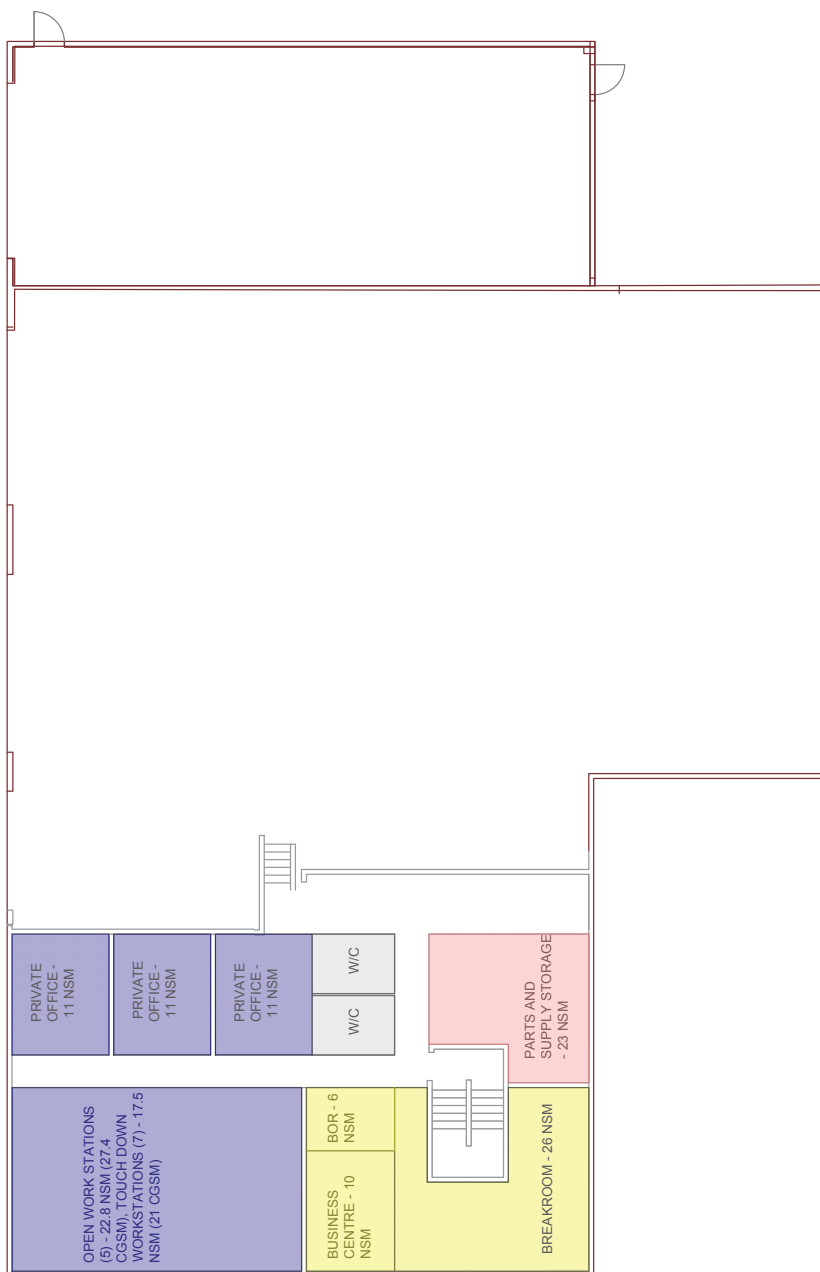 PRIVATE
OFFICE -
11 NSM
PRIVATE
OFFICE -
11 NSM
PRIVATE
OFFICE -
11 NSM
W/C
W/C
PARTS AND
SUPPLY STORAGE
- 23 NSM
OPEN WORK STATIONS
(5) - 22.8 NSM (27.4
CGSM), TOUCH DOWN
WORKSTATIONS (7) - 17.5
NSM (21 CGSM)
BOR - 6
NSM
BUSINESS
CENTRE - 10
NSM
BREAKROOM - 26 NSM